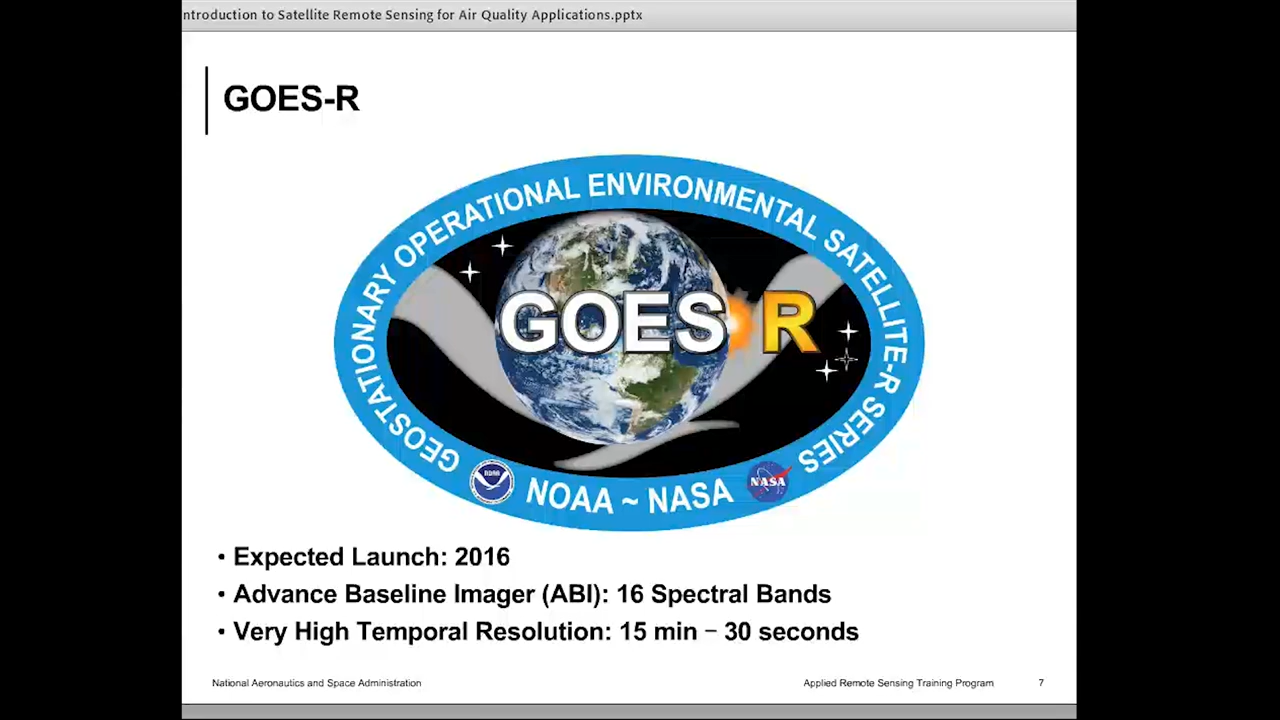 ntroduction to Satellite Remote Sensing for Air Quality Applications.pptx
GOES-R
GEOSTATIONARY OPERATIONAL ENVIRONMENTAL SATELLITE-R SERIES
GOES R
NOAA
NOAA ~ NASA
NASA
• Expected Launch: 2016
• Advance Baseline Imager (ABI): 16 Spectral Bands
• Very High Temporal Resolution: 15 min – 30 seconds
National Aeronautics and Space Administration
Applied Remote Sensing Training Program
7